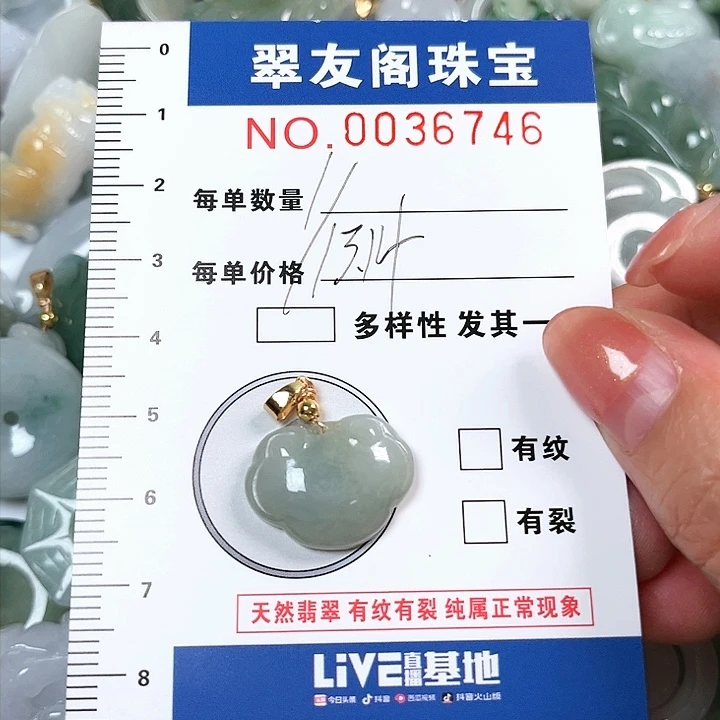 翠友阁珠宝
NO.0036746
每单数量
每单价格
多样性 发其一
有纹
有裂
天然翡翠 有纹有裂 纯属正常现象
LiVE直播基地
今日头条 抖音 西瓜视频 抖音火山版
0
1
2
3
4
5
6
7
8